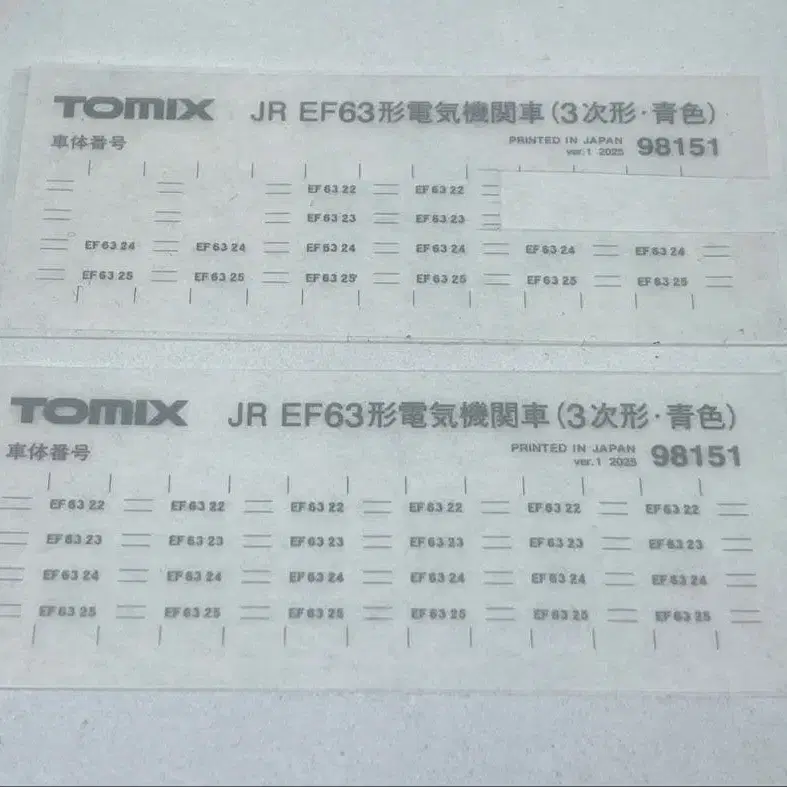 TOMIX JR EF63形電気機関車(3次形・青色)
車体番号 PRINTED IN JAPAN
ver.1 2025 98151
EF63 22 EF63 22
EF63 23 EF63 23
EF63 24 EF63 24 EF63 24 EF63 24 EF63 24 EF63 24
EF63 25 EF63 25 EF63 25 EF63 25 EF63 25 EF63 25
TOMIX JR EF63形電気機関車(3次形・青色)
車体番号 PRINTED IN JAPAN
ver.1 2025 98151
EF63 22 EF63 22 EF63 22 EF63 22 EF63 22 EF63 22
EF63 23 EF63 23 EF63 23 EF63 23 EF63 23 EF63 23
EF63 24 EF63 24 EF63 24 EF63 24 EF63 24 EF63 24
EF63 25 EF63 25 EF63 25 EF63 25 EF63 25 EF63 25